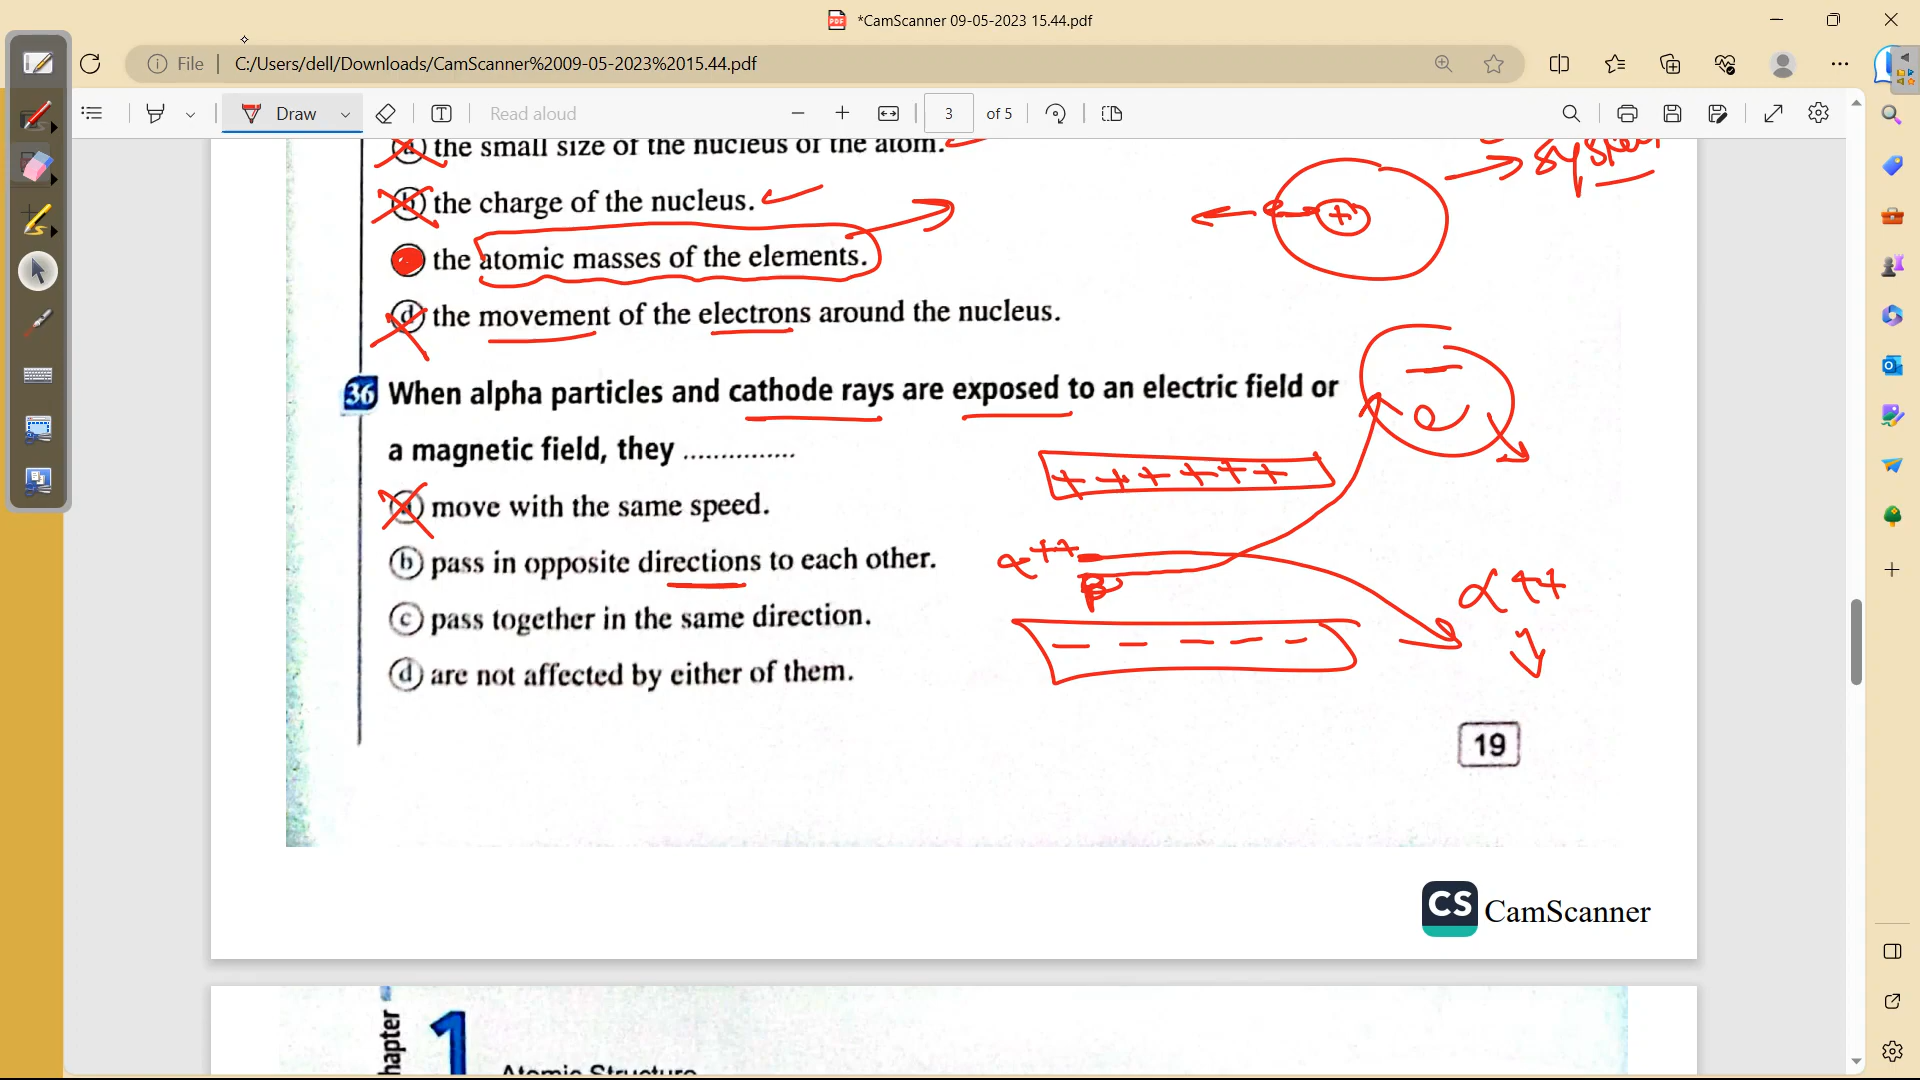 *CamScanner 09-05-2023 15.44.pdf
File
C:/Users/dell/Downloads/CamScanner%2009-05-2023%2015.44.pdf
Draw
Read aloud
3
of 5
a the small size of the nucleus of the atom.
system
b the charge of the nucleus.
+
the atomic masses of the elements.
d the movement of the electrons around the nucleus.
36 When alpha particles and cathode rays are exposed to an electric field or
a magnetic field, they ...............
− e
+ + + + + +
a move with the same speed.
b pass in opposite directions to each other.
α++
β
α++
c pass together in the same direction.
− − − − −
d are not affected by either of them.
19
CS CamScanner
hapter
1
Atomic Structure